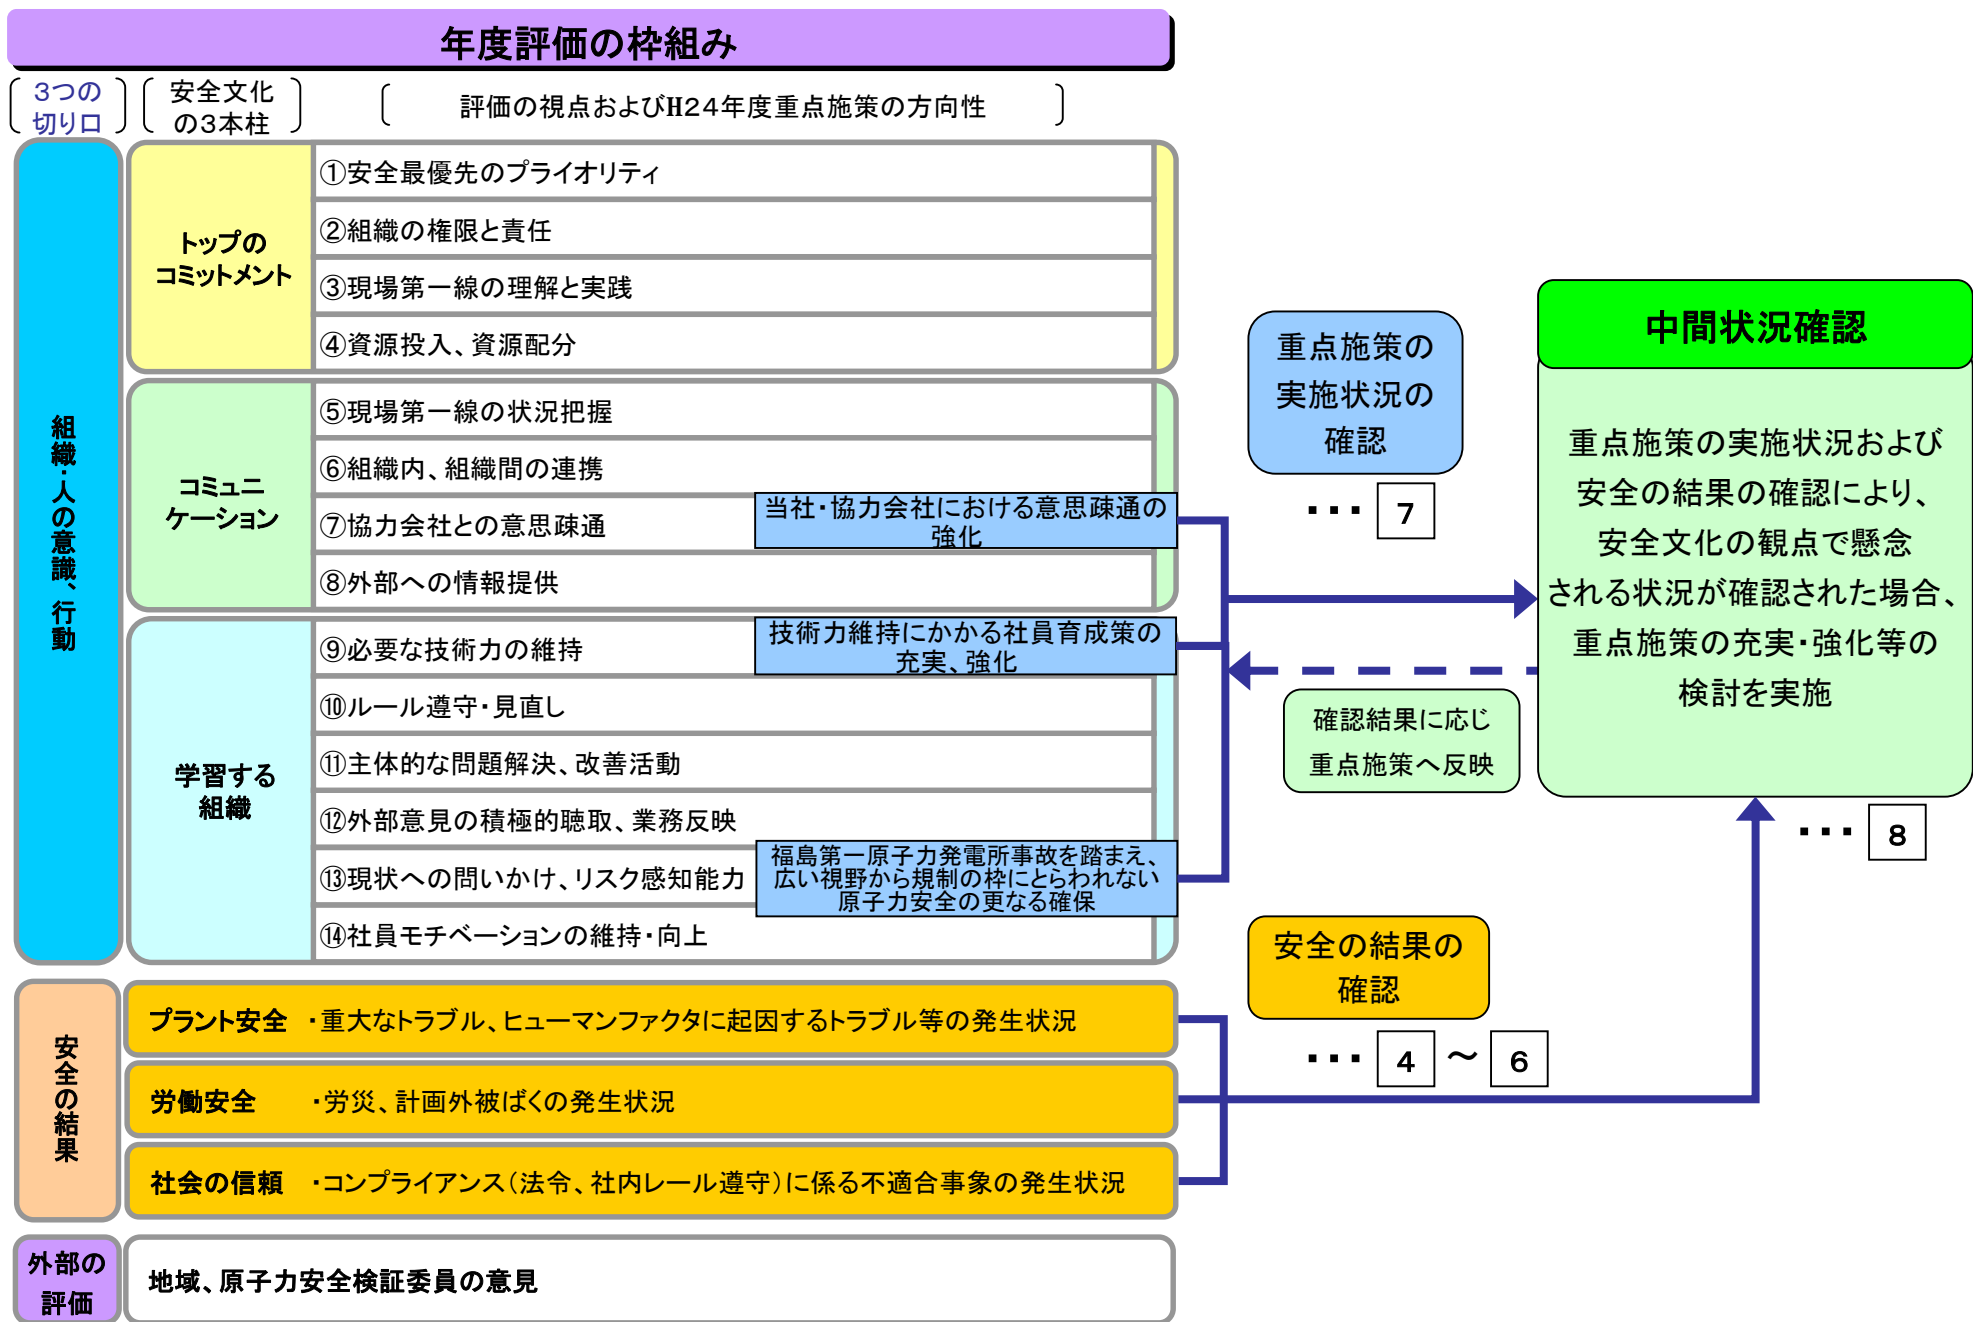 年度評価の枠組み
3つの
切り口
安全文化
の3本柱
評価の視点およびH24年度重点施策の方向性
組織・人の意識、行動
トップの
コミットメント
①安全最優先のプライオリティ
②組織の権限と責任
③現場第一線の理解と実践
④資源投入、資源配分
コミュニ
ケーション
⑤現場第一線の状況把握
⑥組織内、組織間の連携
⑦協力会社との意思疎通
当社・協力会社における意思疎通の
強化
⑧外部への情報提供
学習する
組織
⑨必要な技術力の維持
技術力維持にかかる社員育成策の
充実、強化
⑩ルール遵守・見直し
⑪主体的な問題解決、改善活動
⑫外部意見の積極的聴取、業務反映
⑬現状への問いかけ、リスク感知能力
福島第一原子力発電所事故を踏まえ、
広い視野から規制の枠にとらわれない
原子力安全の更なる確保
⑭社員モチベーションの維持・向上
安全の結果
プラント安全 ・重大なトラブル、ヒューマンファクタに起因するトラブル等の発生状況
労働安全 ・労災、計画外被ばくの発生状況
社会の信頼 ・コンプライアンス(法令、社内レール遵守)に係る不適合事象の発生状況
外部の
評価
地域、原子力安全検証委員の意見
重点施策の
実施状況の
確認
・・・ 7
確認結果に応じ
重点施策へ反映
安全の結果の
確認
・・・ 4 ～ 6
中間状況確認
重点施策の実施状況および
安全の結果の確認により、
安全文化の観点で懸念
される状況が確認された場合、
重点施策の充実・強化等の
検討を実施
・・・ 8